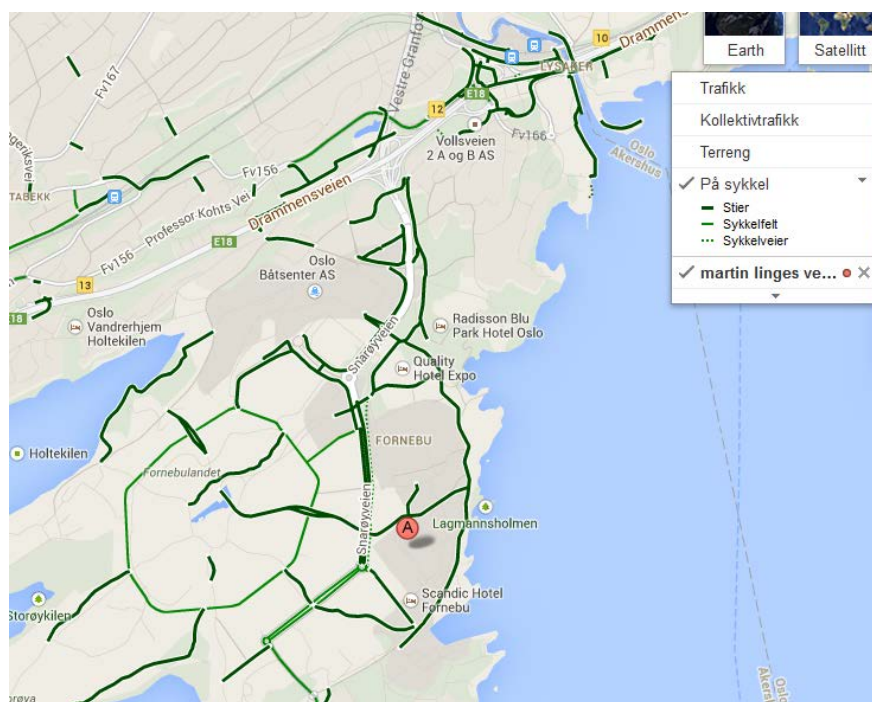 Earth
Satellitt
Trafikk
Kollektivtrafikk
Terreng
På sykkel
Stier
Sykkelfelt
Sykkelveier
martin linges ve...
Fv167
Vestre Granfos
10
Drammens
LYSAKER
E18
12
Vollsveien
2 A og B AS
Fv166
Oslo
Akershus
Fv156
TABEKK
Professor Kohts Vei
Drammensveien
E18
Fv156
Oslo
Båtsenter AS
13
E18
Oslo
Vandrerhjem
Holtekilen
Radisson Blu
Park Hotel Oslo
Snarøyveien
Quality
Hotel Expo
FORNEBU
Holtekilen
Fornebulandet
Snarøyveien
A
Lagmannsholmen
Scandic Hotel
Fornebu
Storøykilen
Oslo
Akershus